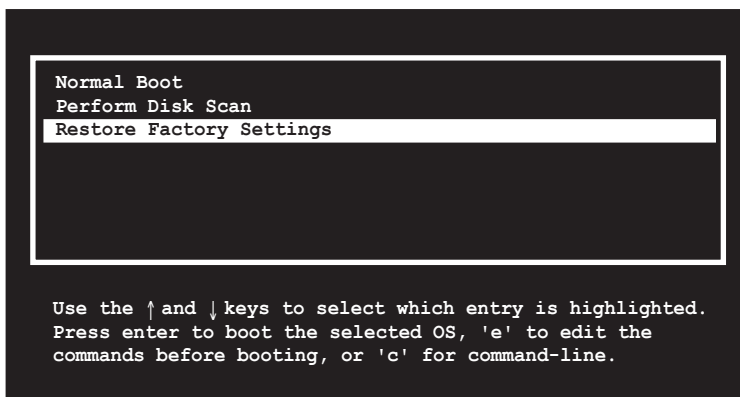 Normal Boot
Perform Disk Scan
Restore Factory Settings
Use the ↑ and ↓ keys to select which entry is highlighted.
Press enter to boot the selected OS, 'e' to edit the
commands before booting, or 'c' for command-line.